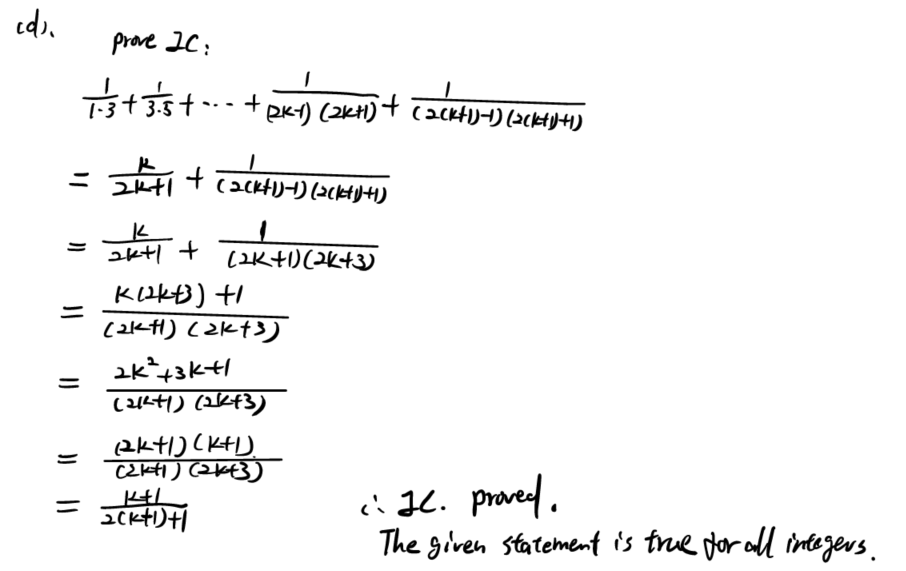 (d).
prove IC:
\frac{1}{1·3} + \frac{1}{3·5} + ··· + \frac{1}{(2k-1)(2k+1)} + \frac{1}{(2(k+1)-1)(2(k+1)+1)}
= \frac{k}{2k+1} + \frac{1}{(2(k+1)-1)(2(k+1)+1)}
= \frac{k}{2k+1} + \frac{1}{(2k+1)(2k+3)}
= \frac{k(2k+3)+1}{(2k+1)(2k+3)}
= \frac{2k^2+3k+1}{(2k+1)(2k+3)}
= \frac{(2k+1)(k+1)}{(2k+1)(2k+3)}
= \frac{k+1}{2(k+1)+1}
∴ IC. proved.
The given statement is true for all integers.